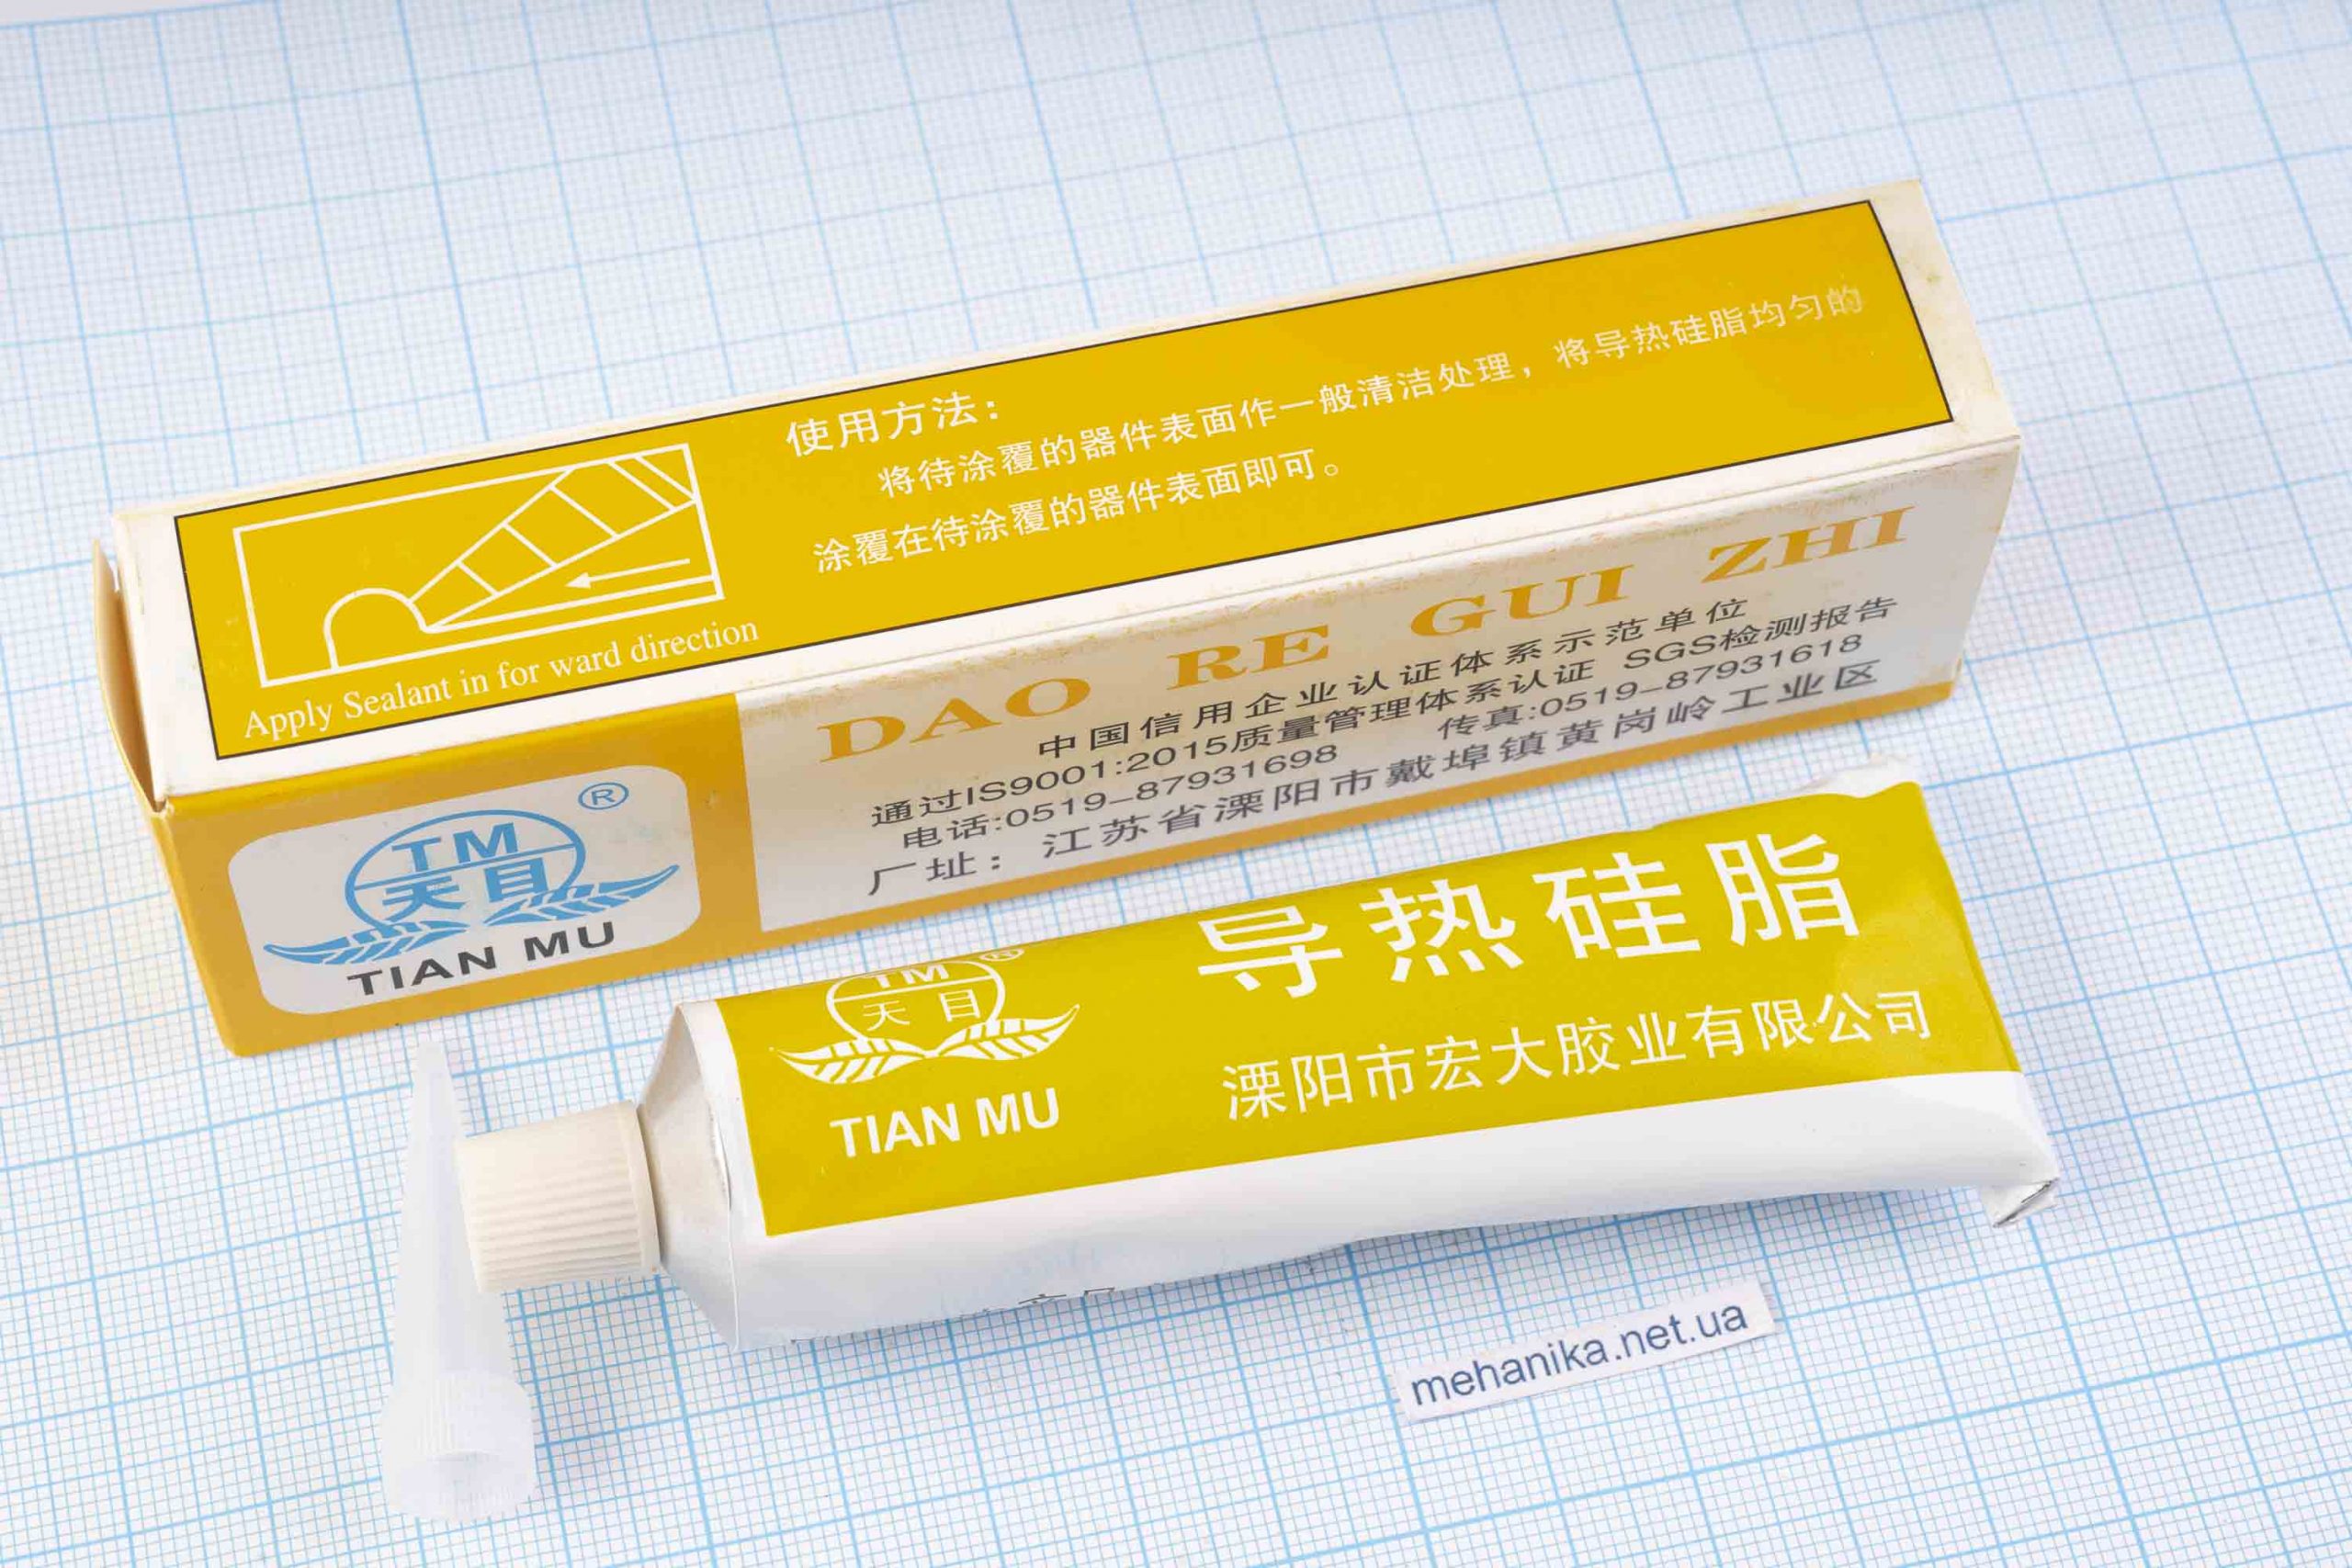 使用方法：
将待涂覆的器件表面作一般清洁处理，将导热硅脂均匀的
涂覆在待涂覆的器件表面即可。
Apply Sealant in for ward direction
TM
天目
®
TIAN MU
DAO RE GUI ZHI
中国信用企业认证体系示范单位
通过IS9001:2015质量管理体系认证 SGS检测报告
电话:0519-87931698 传真:0519-87931618
厂址：江苏省溧阳市戴埠镇黄岗岭工业区
TM
天目
®
TIAN MU
导热硅脂
溧阳市宏大胶业有限公司
mehanika.net.ua